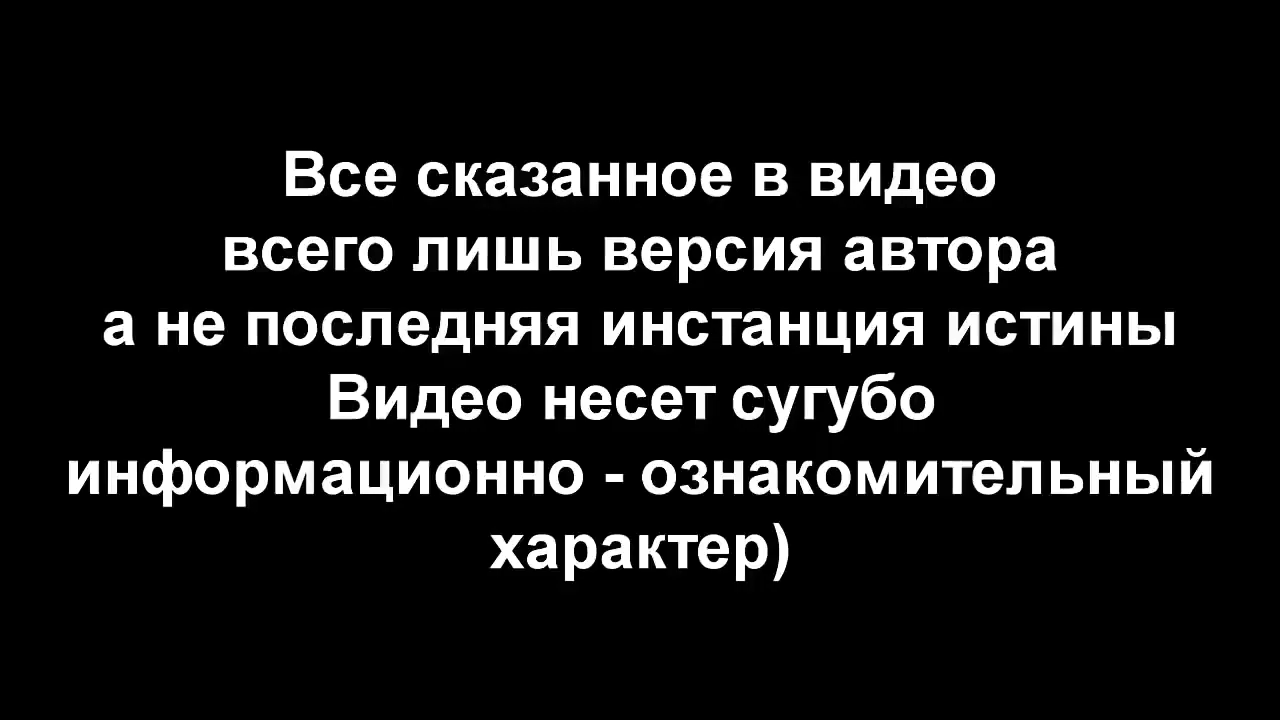 Все сказанное в видео
всего лишь версия автора
а не последняя инстанция истины
Видео несет сугубо
информационно - ознакомительный
характер)